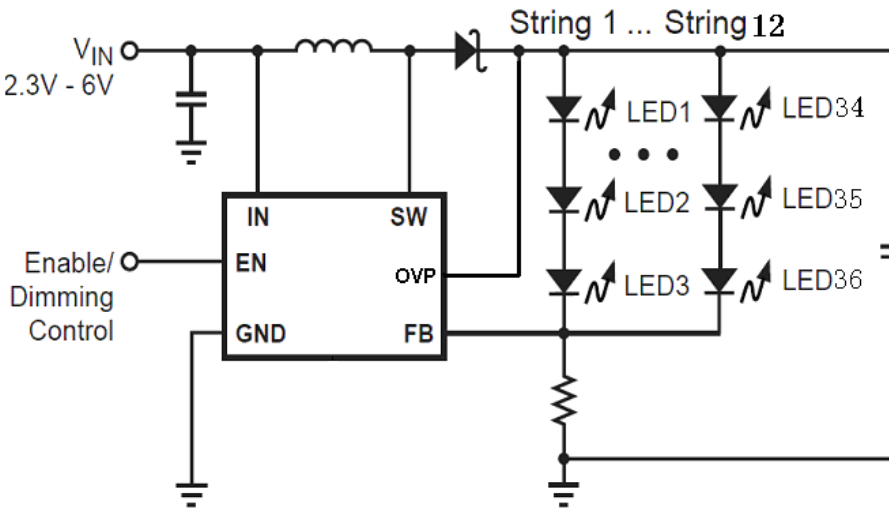 String 1 ... String 12
VIN
2.3V - 6V
LED1
LED34
IN
SW
LED2
LED35
Enable/
Dimming
Control
EN
OVP
LED3
LED36
GND
FB